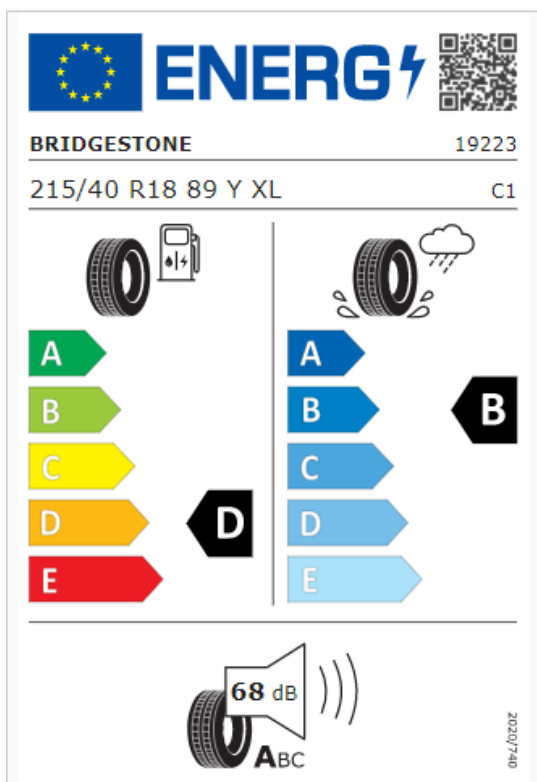 ENERG
BRIDGESTONE 19223
215/40 R18 89 Y XL C1
A A
B B B
C C
D D D
E E
68 dB
ABC
2020/740